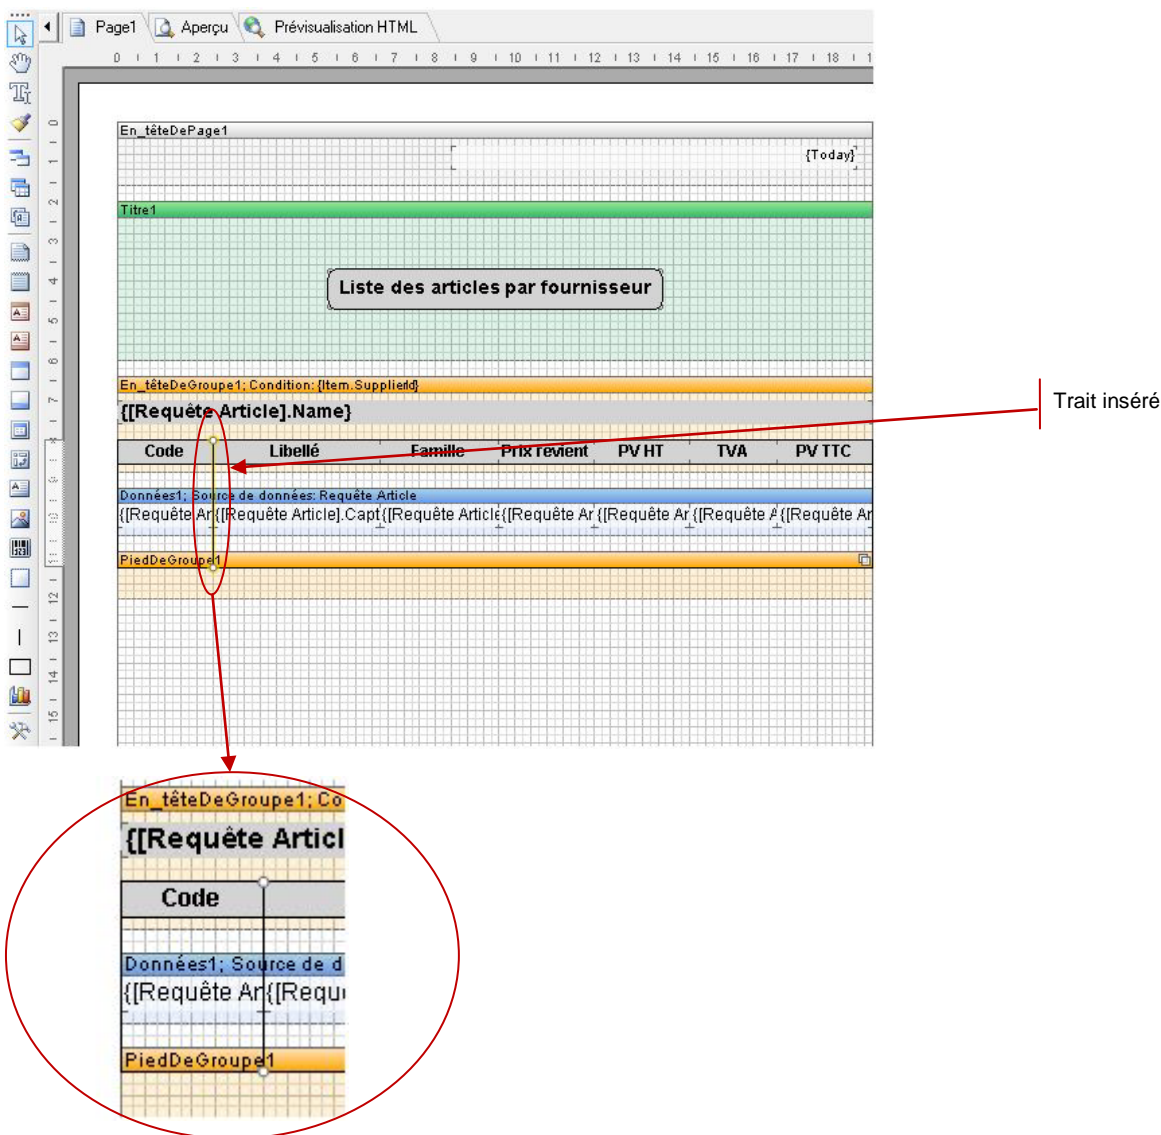 Page1 Aperçu Prévisualisation HTML
0 1 2 3 4 5 6 7 8 9 10 11 12 13 14 15 16 17 18 1
En_têteDePage1
{Today}
Titre1
Liste des articles par fournisseur
En_têteDeGroupe1; Condition: {Item.SupplierId}
{[Requête Article].Name}
Trait inséré
Code Libellé Famille Prix revient PV HT TVA PV TTC
Données1; Source de données: Requête Article
{[Requête Ar {[Requête Article].Capt {[Requête Article {[Requête Ar {[Requête Ar {[Requête A {[Requête Ar
PiedDeGroupe1
En_têteDeGroupe1; Co
{[Requête Articl
Code
Données1; Source de d
{[Requête Ar {[Requ
PiedDeGroupe1